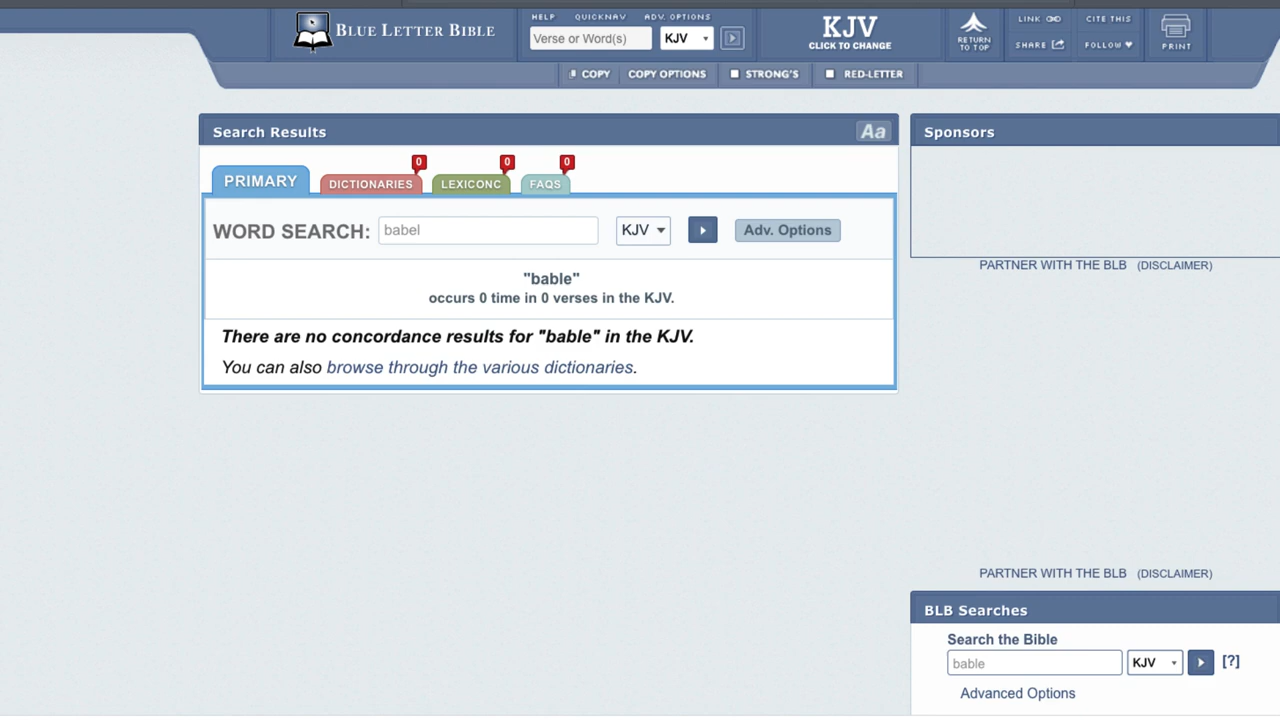 BLUE LETTER BIBLE
HELP QUICKNAV ADV. OPTIONS
Verse or Word(s) KJV
KJV
CLICK TO CHANGE
RETURN
TO TOP
LINK CITE THIS
SHARE FOLLOW
PRINT
COPY COPY OPTIONS STRONG'S RED-LETTER
Search Results Aa
PRIMARY DICTIONARIES 0 LEXICONC 0 FAQS 0
WORD SEARCH: babel KJV Adv. Options
"bable"
occurs 0 time in 0 verses in the KJV.
There are no concordance results for "bable" in the KJV.
You can also browse through the various dictionaries.
Sponsors
PARTNER WITH THE BLB (DISCLAIMER)
PARTNER WITH THE BLB (DISCLAIMER)
BLB Searches
Search the Bible
bable KJV [?]
Advanced Options